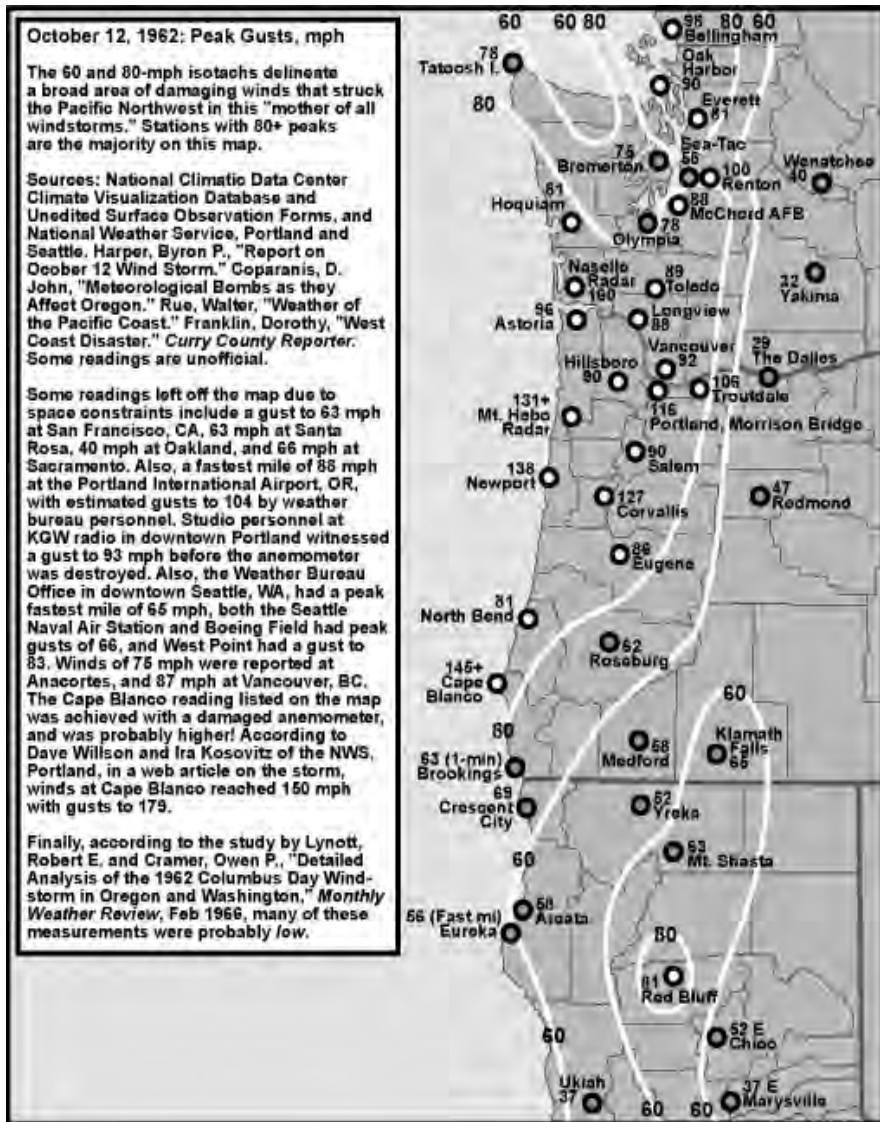 October 12, 1962: Peak Gusts, mph
The 60 and 80-mph isotachs delineate
a broad area of damaging winds that struck
the Pacific Northwest in this "mother of all
windstorms." Stations with 80+ peaks
are the majority on this map.
Sources: National Climatic Data Center
Climate Visualization Database and
Unedited Surface Observation Forms, and
National Weather Service, Portland and
Seattle. Harper, Byron P., "Report on
Ocober 12 Wind Storm." Coparanis, D.
John, "Meteorological Bombs as they
Affect Oregon." Rue, Walter, "Weather of
the Pacific Coast." Franklin, Dorothy, "West
Coast Disaster." Curry County Reporter.
Some readings are unofficial.
Some readings left off the map due to
space constraints include a gust to 63 mph
at San Francisco, CA, 63 mph at Santa
Rosa, 40 mph at Oakland, and 66 mph at
Sacramento. Also, a fastest mile of 88 mph
at the Portland International Airport, OR,
with estimated gusts to 104 by weather
bureau personnel. Studio personnel at
KGW radio in downtown Portland witnessed
a gust to 93 mph before the anemometer
was destroyed. Also, the Weather Bureau
Office in downtown Seattle, WA, had a peak
fastest mile of 65 mph, both the Seattle
Naval Air Station and Boeing Field had peak
gusts of 66, and West Point had a gust to
83. Winds of 75 mph were reported at
Anacortes, and 87 mph at Vancouver, BC.
The Cape Blanco reading listed on the map
was achieved with a damaged anemometer,
and was probably higher! According to
Dave Willson and Ira Kosovitz of the NWS,
Portland, in a web article on the storm,
winds at Cape Blanco reached 150 mph
with gusts to 179.
Finally, according to the study by Lynott,
Robert E. and Cramer, Owen P., "Detailed
Analysis of the 1962 Columbus Day Wind-
storm in Oregon and Washington," Monthly
Weather Review, Feb 1966, many of these
measurements were probably low.
60
60 80
80 60
98
Bellingham
78
Tatoosh I.
Oak
Harbor
90
80
Everett
81
Sea-Tac
Bremerton
100
Renton
Wenatchee
40
88
McChord AFB
Hoquiam
Olympia
78
Naselle
Radar
160
89
Toledo
Yakima
96
Astoria
Longview
88
Vancouver
92
29
The Dalles
Hillsboro
90
106
Troutdale
131+
Mt. Hebo
Radar
116
Portland, Morrison Bridge
90
Salem
138
Newport
127
Corvallis
47
Redmond
86
Eugene
81
North Bend
62
Roseburg
145+
Cape
Blanco
60
80
58
Medford
Klamath
Falls
65
63 (1-min)
Brookings
69
Crescent
City
Yreka
60
63
Mt. Shasta
58
Arcata
56 (Fast mi)
Eureka
80
81
Red Bluff
60
52 E
Chico
Ukiah
37
60
60
37 E
Marysville